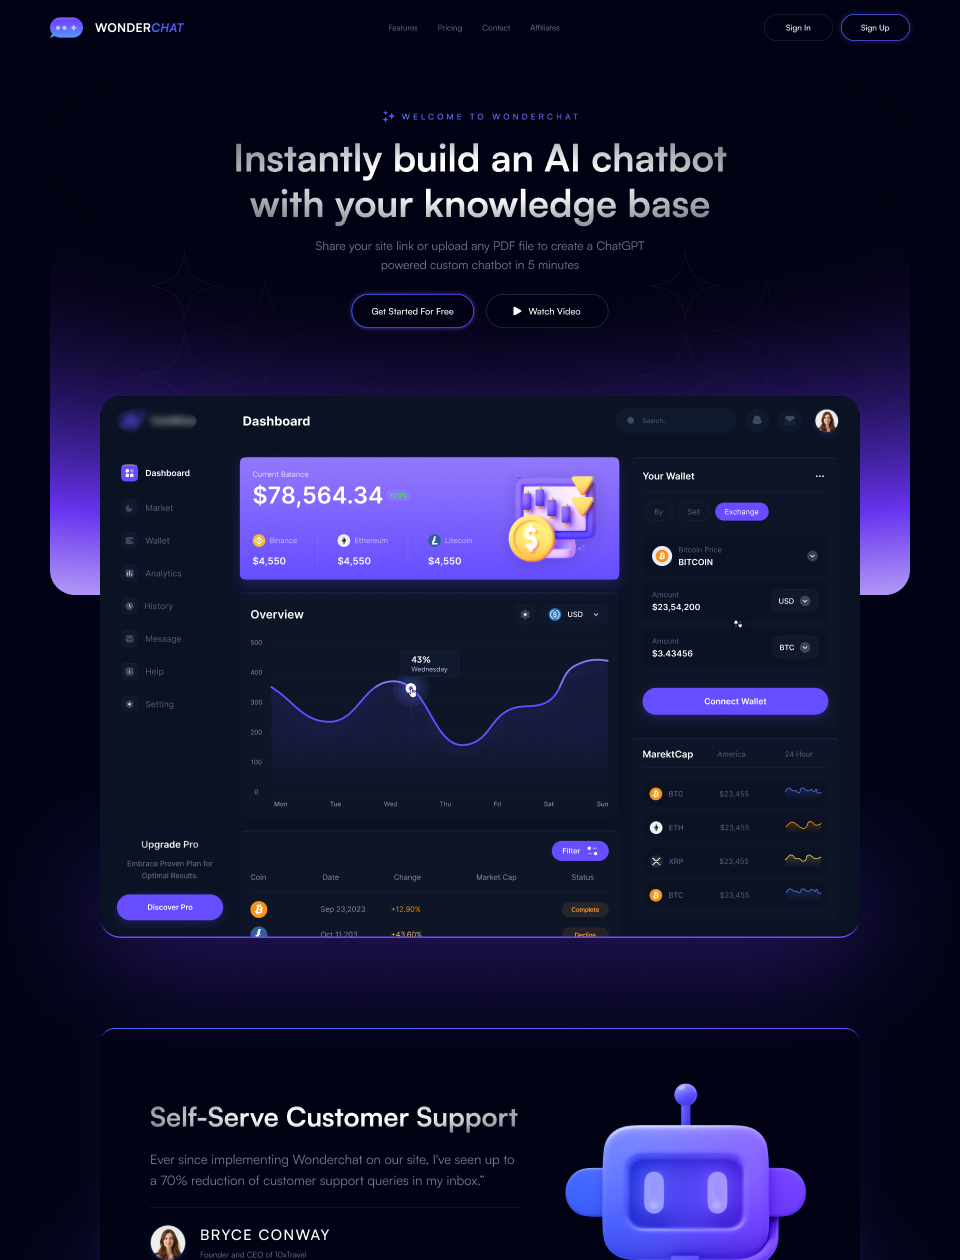 WONDERCHAT
Features
Pricing
Contact
Affiliates
Sign In
Sign Up
WELCOME TO WONDERCHAT
Instantly build an AI chatbot
with your knowledge base
Share your site link or upload any PDF file to create a ChatGPT
powered custom chatbot in 5 minutes
Get Started For Free
Watch Video
Dashboard
Search..
Dashboard
Market
Wallet
Analytics
History
Message
Help
Setting
Upgrade Pro
Embrace Proven Plan for
Optimal Results.
Discover Pro
Current Balance
$78,564.34
Binance
Ethereum
Litecoin
$4,550
$4,550
$4,550
Overview
USD
500
400
300
200
100
0
43%
Wednesday
Mon
Tue
Wed
Thu
Fri
Sat
Sun
Filter
Coin
Date
Change
Market Cap
Status
Sep 23,2023
+12.90%
Complete
Oct 11,203
+43.60%
Decline
Your Wallet
By
Sell
Exchange
Bitcoin Price
BITCOIN
Amount
$23,54,200
USD
Amount
$3.43456
BTC
Connect Wallet
MarektCap
America
24 Hour
BTC
$23,455
ETH
$23,455
XRP
$23,455
BTC
$23,455
Self-Serve Customer Support
Ever since implementing Wonderchat on our site, I've seen up to
a 70% reduction of customer support queries in my inbox.”
BRYCE CONWAY
Founder and CEO of 10xTravel